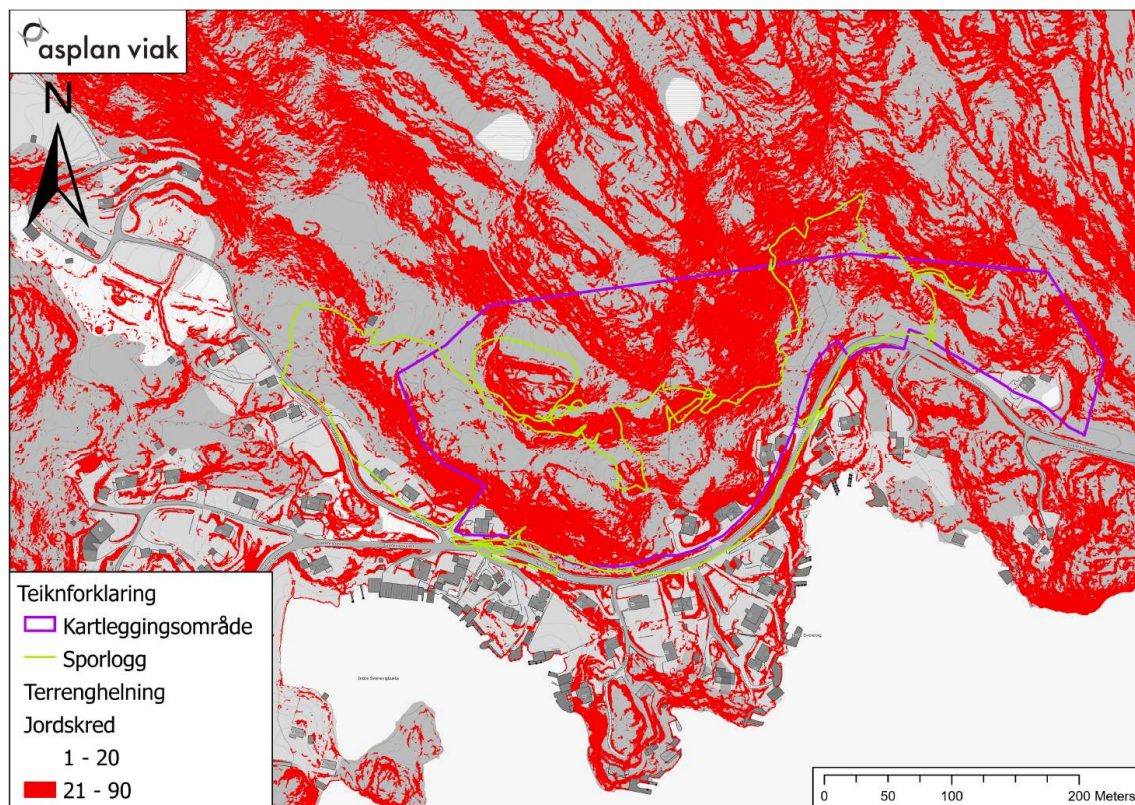 asplan viak
N
Teiknforklaring
Kartleggingsområde
Sporlogg
Terrenghelning
Jordskred
1 - 20
21 - 90
0 50 100 200 Meters